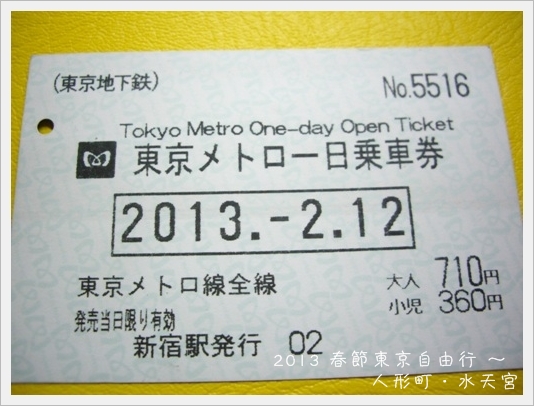 (東京地下鉄)
No.5516
Tokyo Metro One-day Open Ticket
東京メトロ一日乗車券
2013.-2.12
東京メトロ線全線
大人 710円
小児 360円
発売当日限り有効
新宿駅発行 02
2013 春節東京自由行 ～
人形町・水天宮